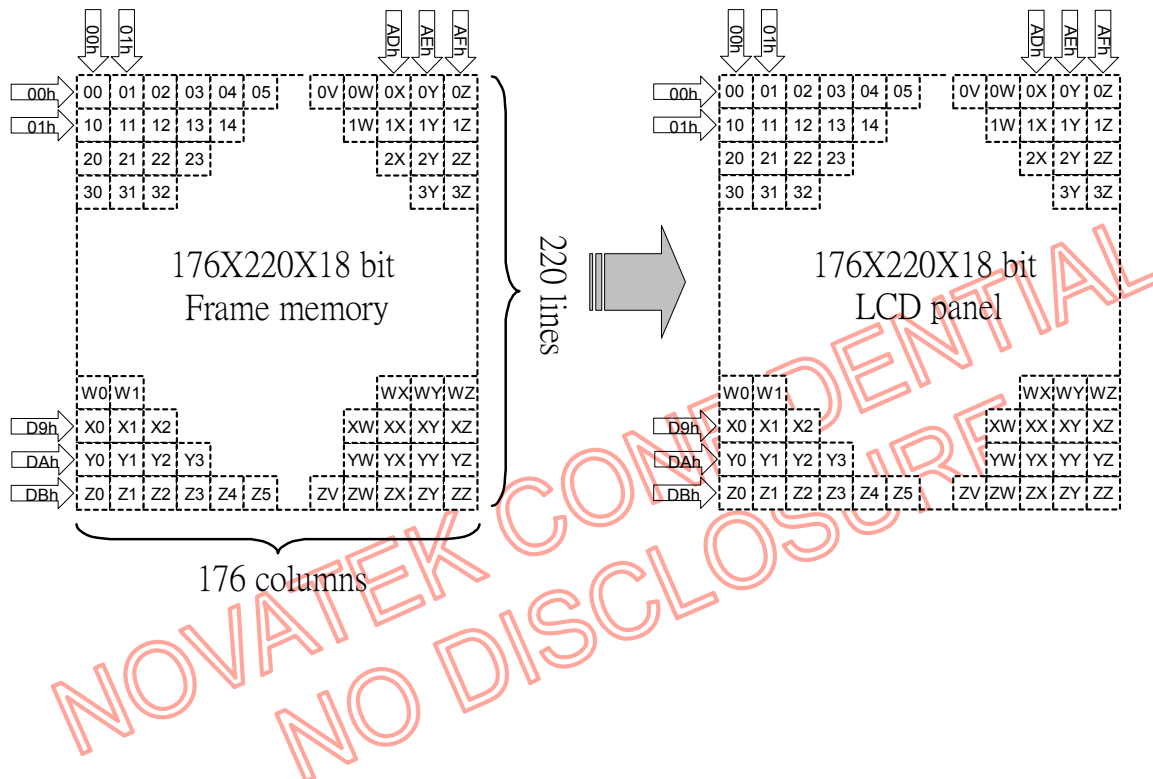 00h 01h ADh AEh AFh
00h 00 01 02 03 04 05 0V 0W 0X 0Y 0Z
01h 10 11 12 13 14 1W 1X 1Y 1Z
20 21 22 23 2X 2Y 2Z
30 31 32 3Y 3Z
176X220X18 bit
Frame memory
W0 W1 WX WY WZ
D9h X0 X1 X2 XW XX XY XZ
DAh Y0 Y1 Y2 Y3 YW YX YY YZ
DBh Z0 Z1 Z2 Z3 Z4 Z5 ZV ZW ZX ZY ZZ
176 columns
220 lines
00h 01h ADh AEh AFh
00h 00 01 02 03 04 05 0V 0W 0X 0Y 0Z
01h 10 11 12 13 14 1W 1X 1Y 1Z
20 21 22 23 2X 2Y 2Z
30 31 32 3Y 3Z
176X220X18 bit
LCD panel
W0 W1 WX WY WZ
D9h X0 X1 X2 XW XX XY XZ
DAh Y0 Y1 Y2 Y3 YW YX YY YZ
DBh Z0 Z1 Z2 Z3 Z4 Z5 ZV ZW ZX ZY ZZ
NOVATEK CONFIDENTIAL
NO DISCLOSURE